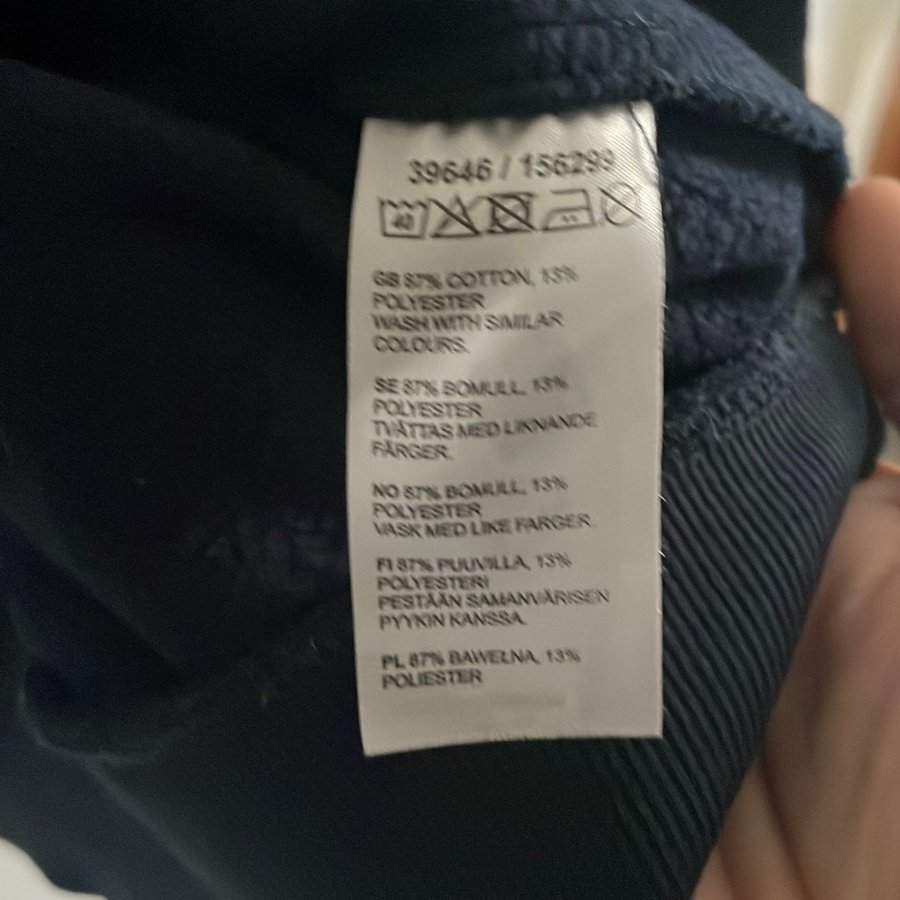 39646 / 156299
40
GB 87% COTTON, 13%
POLYESTER
WASH WITH SIMILAR
COLOURS.
SE 87% BOMULL, 13%
POLYESTER
TVÄTTAS MED LIKNANDE
FÄRGER.
NO 87% BOMULL, 13%
POLYESTER
VASK MED LIKE FARGER.
FI 87% PUUVILLA, 13%
POLYESTERI
PESTÄÄN SAMANVÄRISEN
PYYKIN KANSSA.
PL 87% BAWEŁNA, 13%
POLIESTER